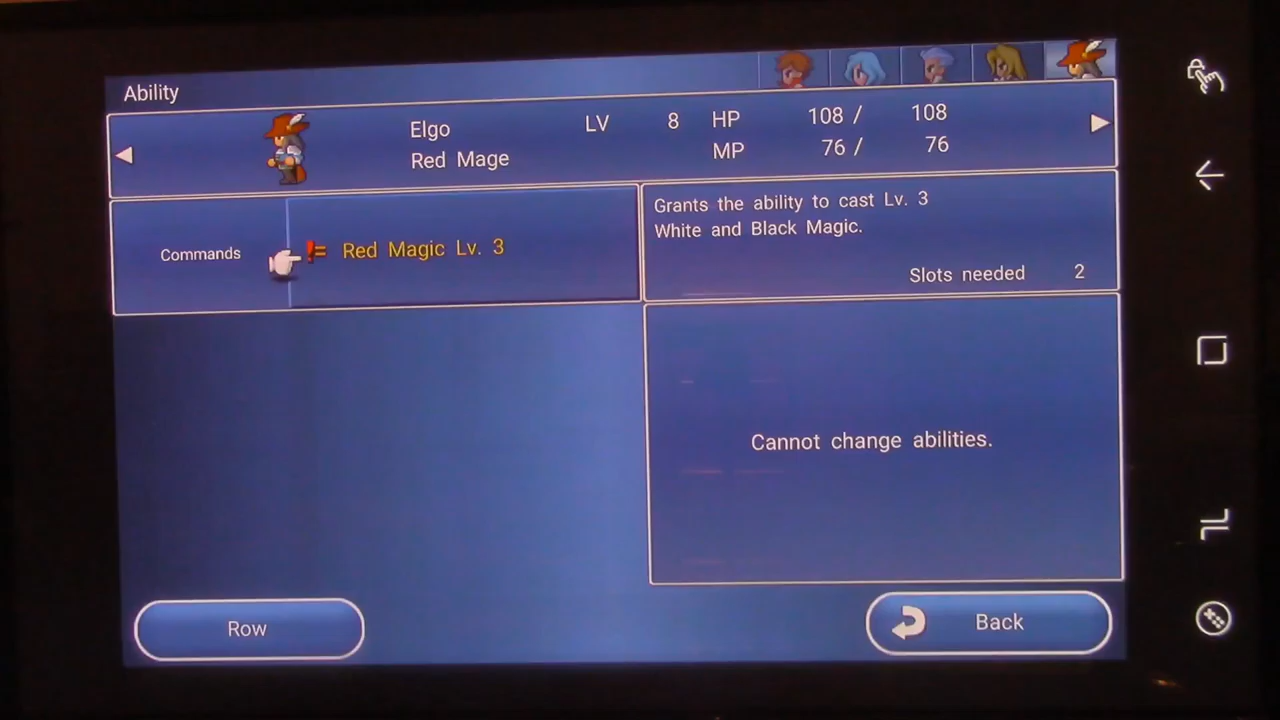 Ability
Elgo
LV 8 HP 108 / 108
Red Mage
MP 76 / 76
Commands
Red Magic Lv. 3
Grants the ability to cast Lv. 3
White and Black Magic.
Slots needed 2
Cannot change abilities.
Row
Back